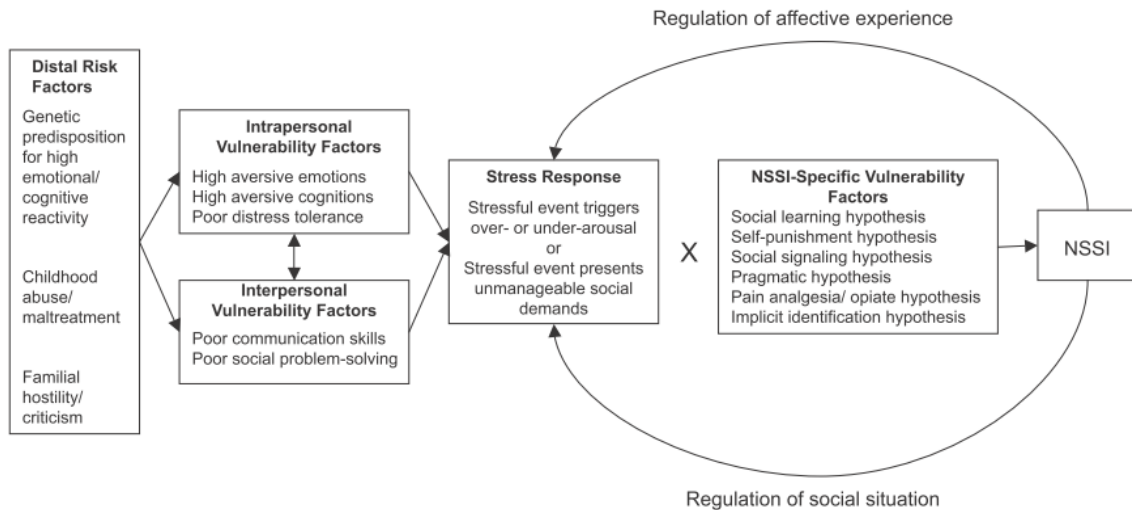 Regulation of affective experience
Distal Risk
Factors
Genetic
predisposition
for high
emotional/
cognitive
reactivity
Childhood
abuse/
maltreatment
Familial
hostility/
criticism
Intrapersonal
Vulnerability Factors
High aversive emotions
High aversive cognitions
Poor distress tolerance
Interpersonal
Vulnerability Factors
Poor communication skills
Poor social problem-solving
Stress Response
Stressful event triggers
over- or under-arousal
or
Stressful event presents
unmanageable social
demands
X
NSSI-Specific Vulnerability
Factors
Social learning hypothesis
Self-punishment hypothesis
Social signaling hypothesis
Pragmatic hypothesis
Pain analgesia/ opiate hypothesis
Implicit identification hypothesis
NSSI
Regulation of social situation